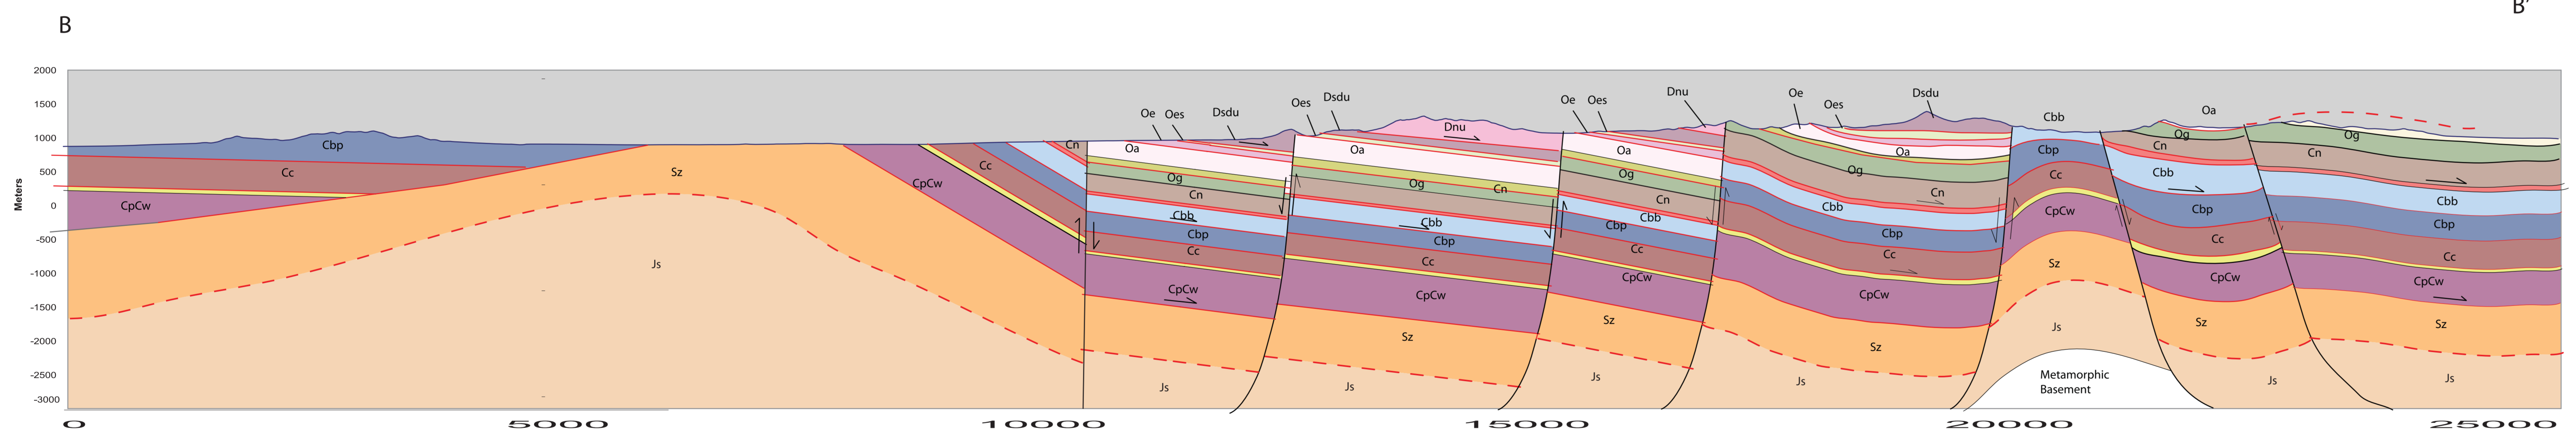 B B'
2000
1500
1000
500
0
-500
-1000
-1500
-2000
-2500
-3000
Meters
Cbp
Cc
CpCw
Sz
Js
CpCw
Cc
Cn
Oe Oes Dsdu
Oa
Og
Cn
Cbb
Cbp
Cc
CpCw
Js
Oes Dsdu
Dnu
Oa
Og Cn
Cbb
Cbp
Cc
CpCw
Sz
Js
Oe Oes Dnu
Oa
Og
Cn
Cbb
Cbp
Cc
CpCw
Sz
Js
Oe Oes Dsdu
Oa
Og
Cn
Cbb
Cbp
Cc
CpCw
Sz
Js
Cbb
Cbp
Cc
CpCw
Sz
Js
Metamorphic
Basement
Oa
Og
Cn
Cbb
Cbp
Cc
CpCw
Sz
Js
Og
Cn
Cbb
Cbp
Cc
CpCw
Sz
Js
0 5000 10000 15000 20000 25000